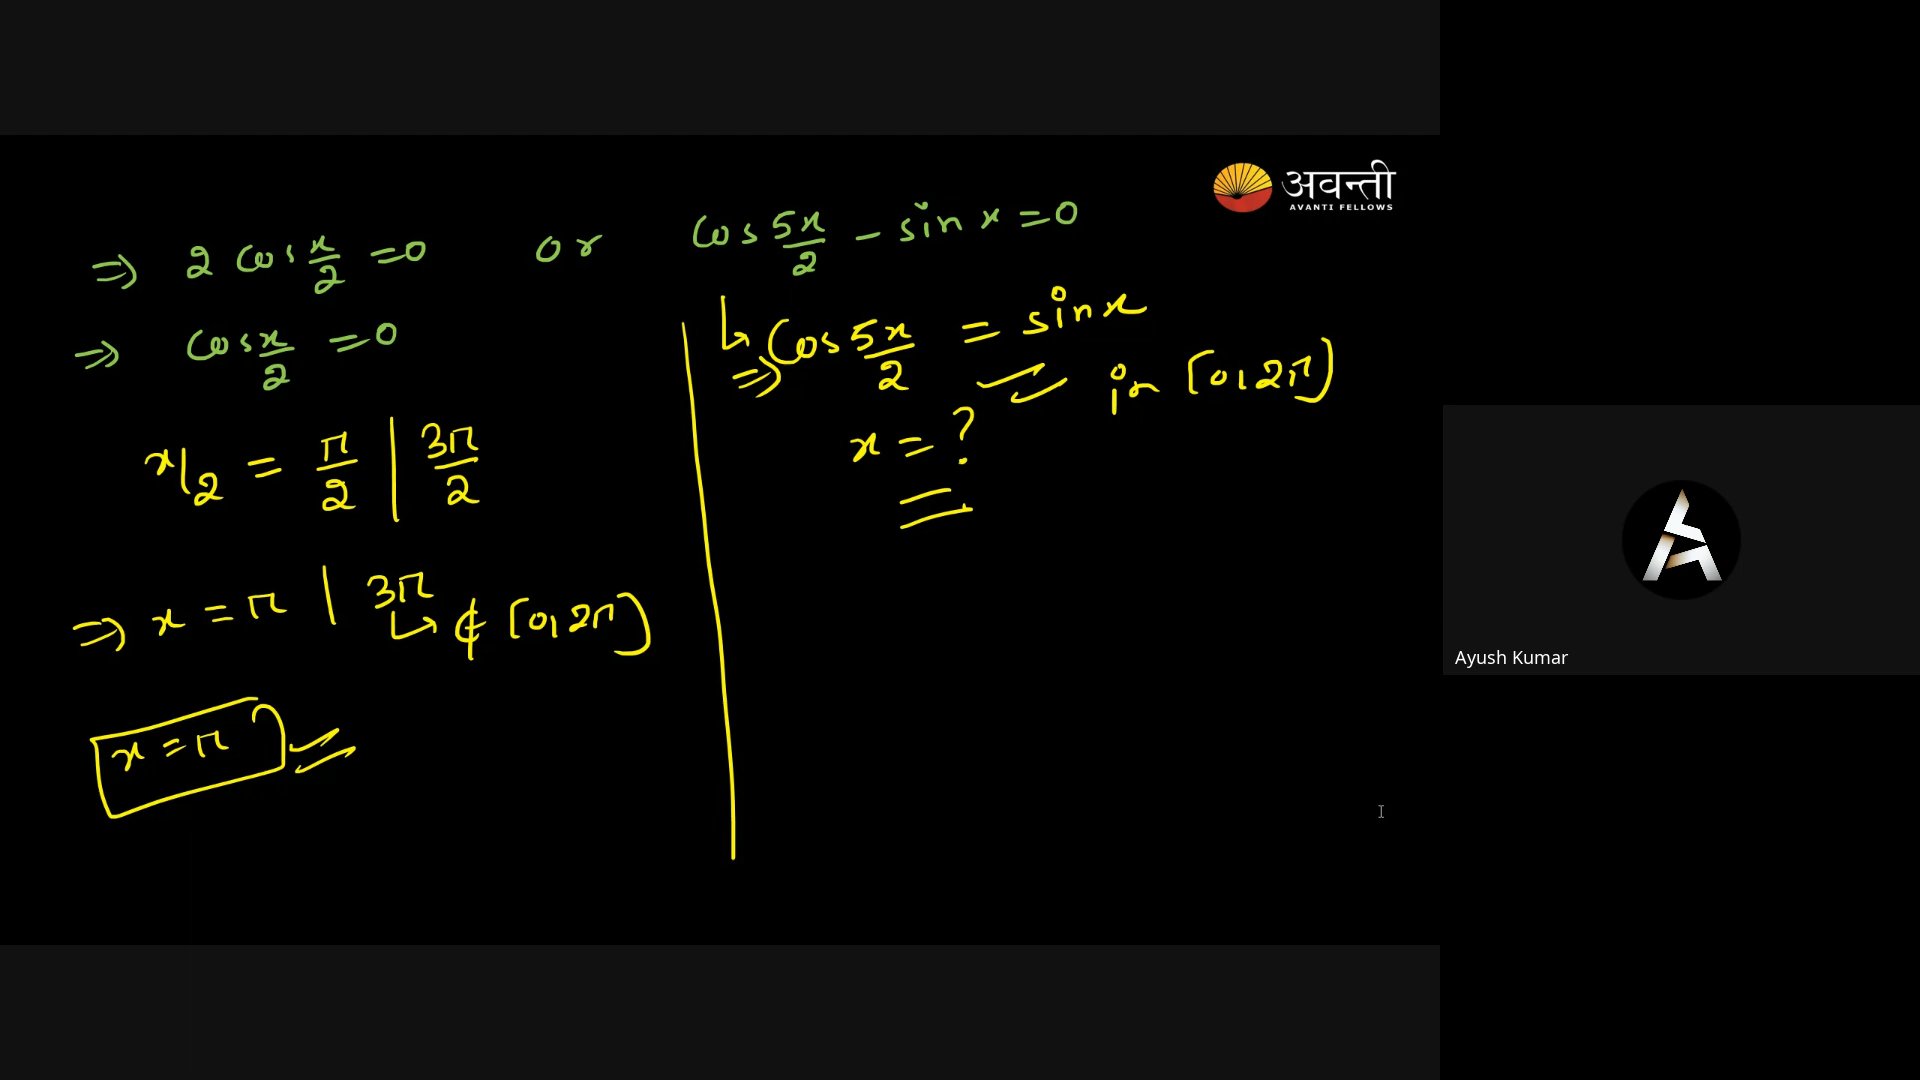 अवन्ती
AVANTI FELLOWS
⇒ 2 cos x/2 = 0 or cos 5x/2 - sin x = 0
⇒ cos x/2 = 0
x/2 = π/2 | 3π/2
⇒ x = π | 3π
↳ ∉ [0, 2π)
x = π
↳ cos 5x/2 = sin x
⇒
in [0, 2π)
x = ?
Ayush Kumar